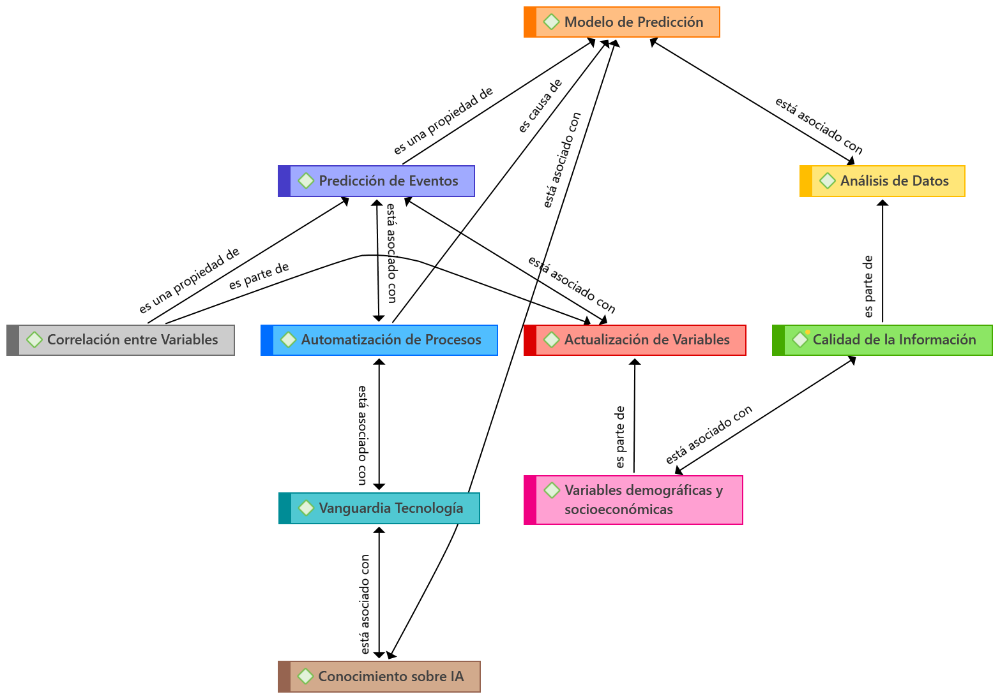 Modelo de Predicción
es una propiedad de
es causa de
está asociado con
está asociado con
Predicción de Eventos
Análisis de Datos
es una propiedad de
es parte de
está asociado con
está asociado con
es parte de
Correlación entre Variables
Automatización de Procesos
Actualización de Variables
Calidad de la Información
está asociado con
es parte de
está asociado con
Vanguardia Tecnología
Variables demográficas y
socioeconómicas
está asociado con
Conocimiento sobre IA